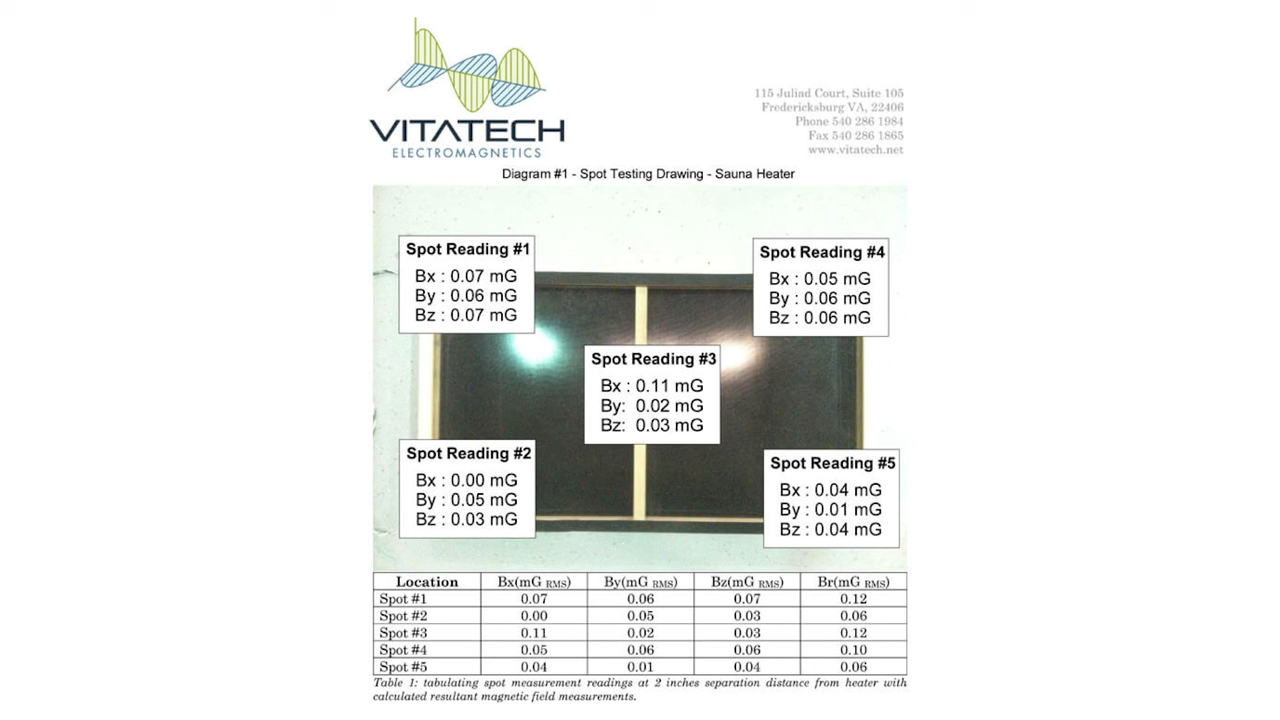 VITATECH
ELECTROMAGNETICS
115 Juliad Court, Suite 105
Fredericksburg VA, 22406
Phone 540 286 1984
Fax 540 286 1865
www.vitatech.net
Diagram #1 - Spot Testing Drawing - Sauna Heater
Spot Reading #1
Bx : 0.07 mG
By : 0.06 mG
Bz : 0.07 mG
Spot Reading #4
Bx : 0.05 mG
By : 0.06 mG
Bz : 0.06 mG
Spot Reading #3
Bx : 0.11 mG
By: 0.02 mG
Bz: 0.03 mG
Spot Reading #2
Bx : 0.00 mG
By : 0.05 mG
Bz : 0.03 mG
Spot Reading #5
Bx : 0.04 mG
By : 0.01 mG
Bz : 0.04 mG
Location Bx(mG RMS) By(mG RMS) Bz(mG RMS) Br(mG RMS)
Spot #1 0.07 0.06 0.07 0.12
Spot #2 0.00 0.05 0.03 0.06
Spot #3 0.11 0.02 0.03 0.12
Spot #4 0.05 0.06 0.06 0.10
Spot #5 0.04 0.01 0.04 0.06
Table 1: tabulating spot measurement readings at 2 inches separation distance from heater with
calculated resultant magnetic field measurements.